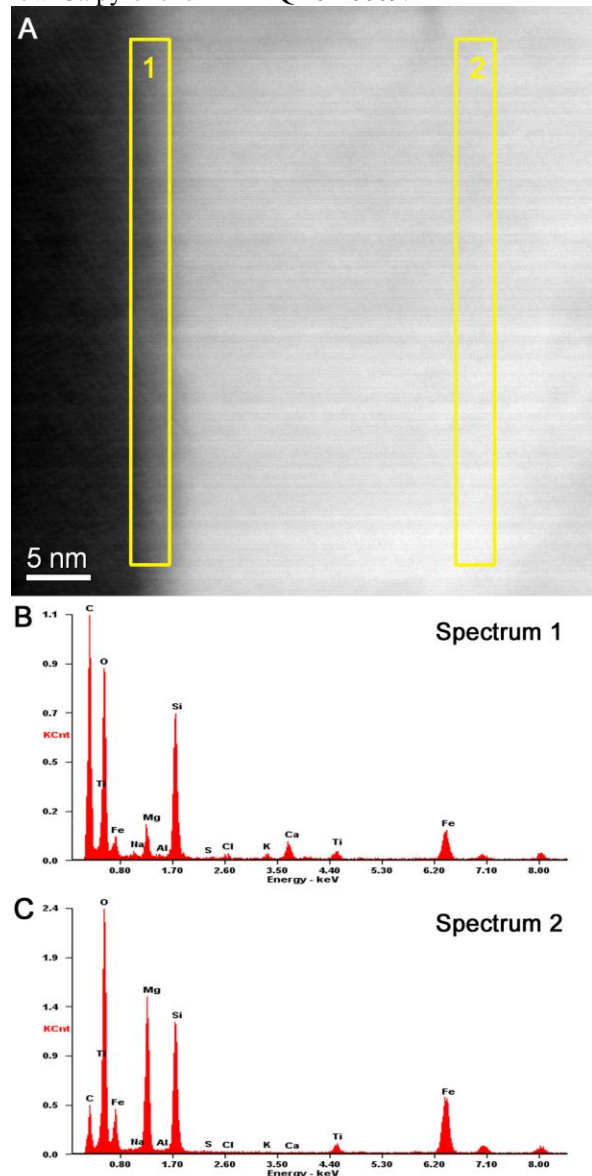 A
1
2
5 nm
B
Spectrum 1
1.1
0.9
0.7
KCnt
0.5
0.2
0.0
C
O
Ti
Fe
Na
Mg
Al
Si
S
Cl
K
Ca
Ti
Fe
0.80 1.70 2.60 3.50 4.40 5.30 6.20 7.10 8.00
Energy - keV
C
Spectrum 2
2.4
1.9
1.4
KCnt
0.9
0.5
0.0
C
O
Ti
Fe
Na
Mg
Al
Si
S
Cl
K
Ca
Ti
Fe
0.80 1.70 2.60 3.50 4.40 5.30 6.20 7.10 8.00
Energy - keV